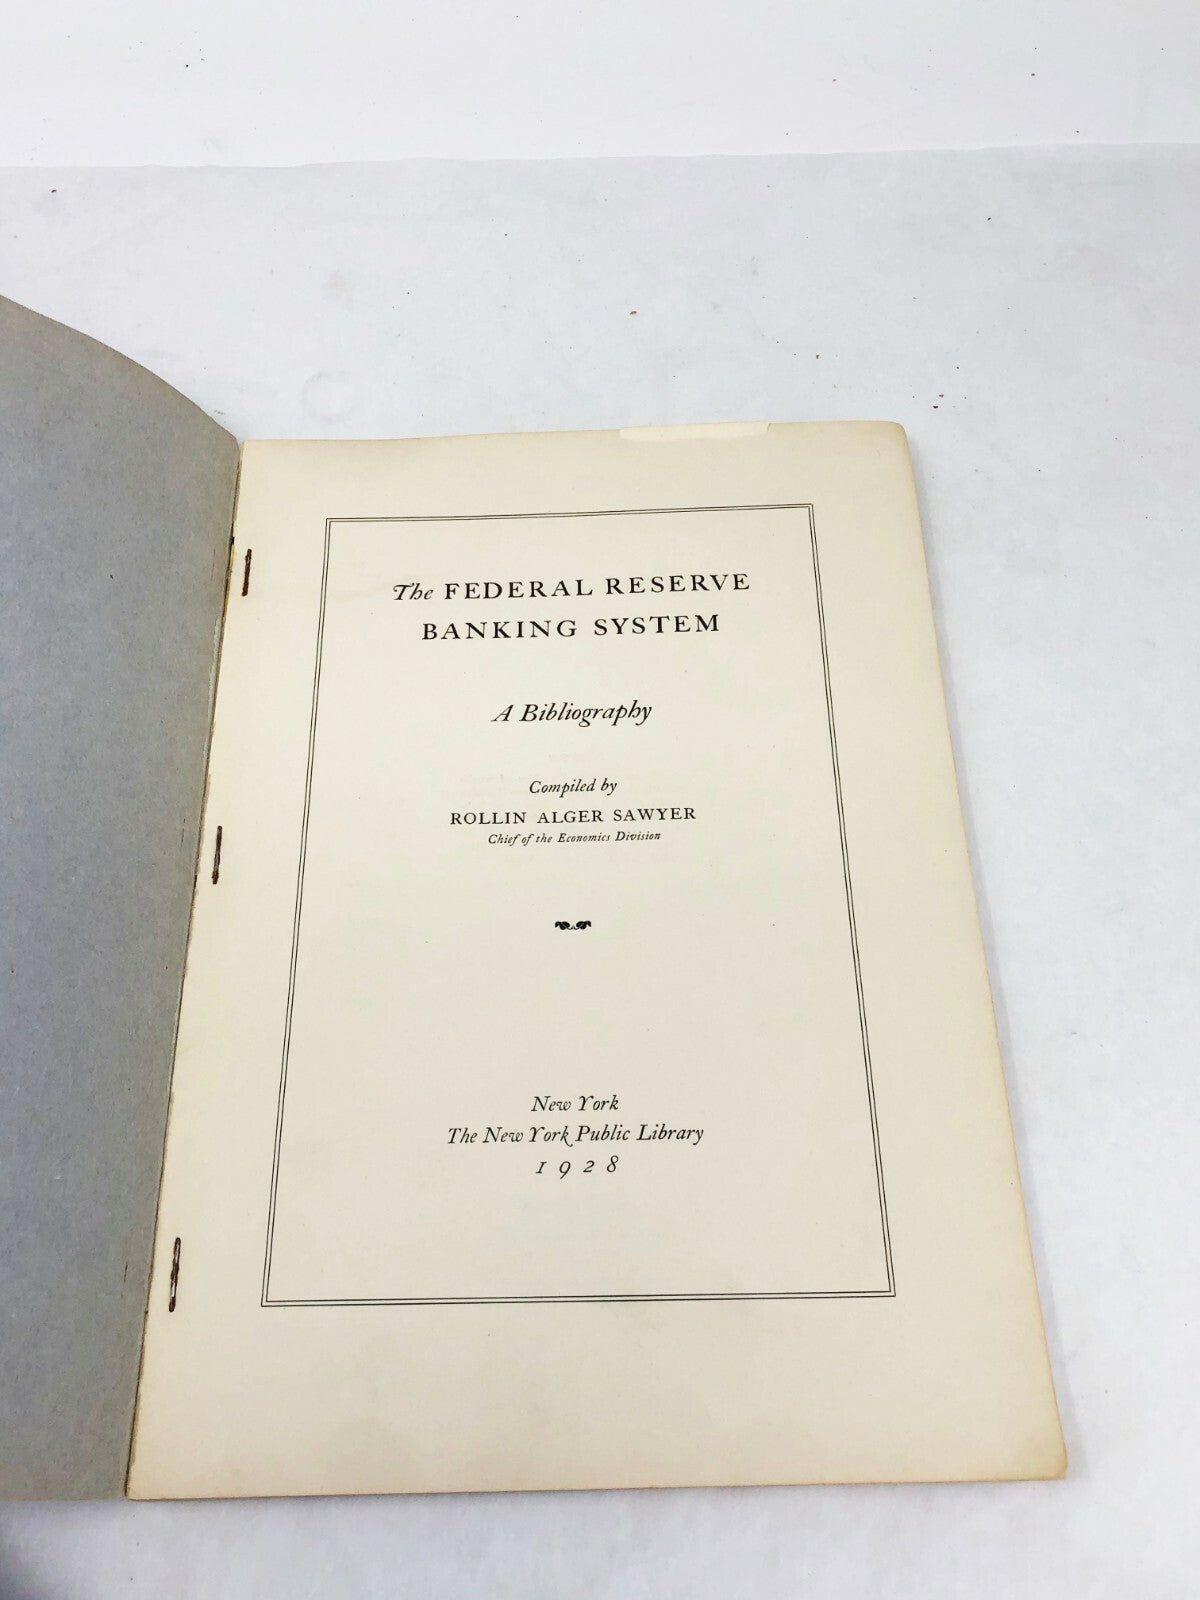 The FEDERAL RESERVE
BANKING SYSTEM
A Bibliography
Compiled by
ROLLIN ALGER SAWYER
Chief of the Economics Division
New York
The New York Public Library
1928